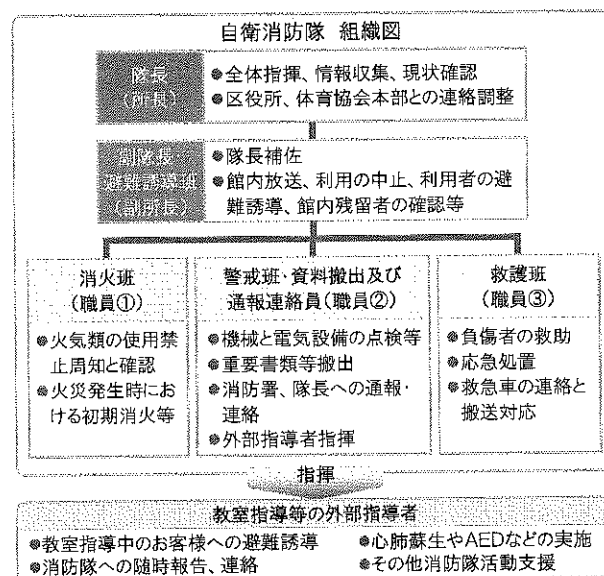 自衛消防隊 組織図
隊長
(所長)
●全体指揮、情報収集、現状確認
●区役所、体育協会本部との連絡調整
副隊長
避難誘導班
(副所長)
●隊長補佐
●館内放送、利用の中止、利用者の避
難誘導、館内残留者の確認等
消火班
(職員①)
●火気類の使用禁
止周知と確認
●火災発生時にお
ける初期消火等
警戒班・資料搬出及び
通報連絡員(職員②)
●機械と電気設備の点検等
●重要書類等搬出
●消防署、隊長への通報・
連絡
●外部指導者指揮
救護班
(職員③)
●負傷者の救助
●応急処置
●救急車の連絡と
搬送対応
指揮
教室指導等の外部指導者
●教室指導中のお客様への避難誘導
●消防隊への随時報告、連絡
●心肺蘇生やAEDなどの実施
●その他消防隊活動支援